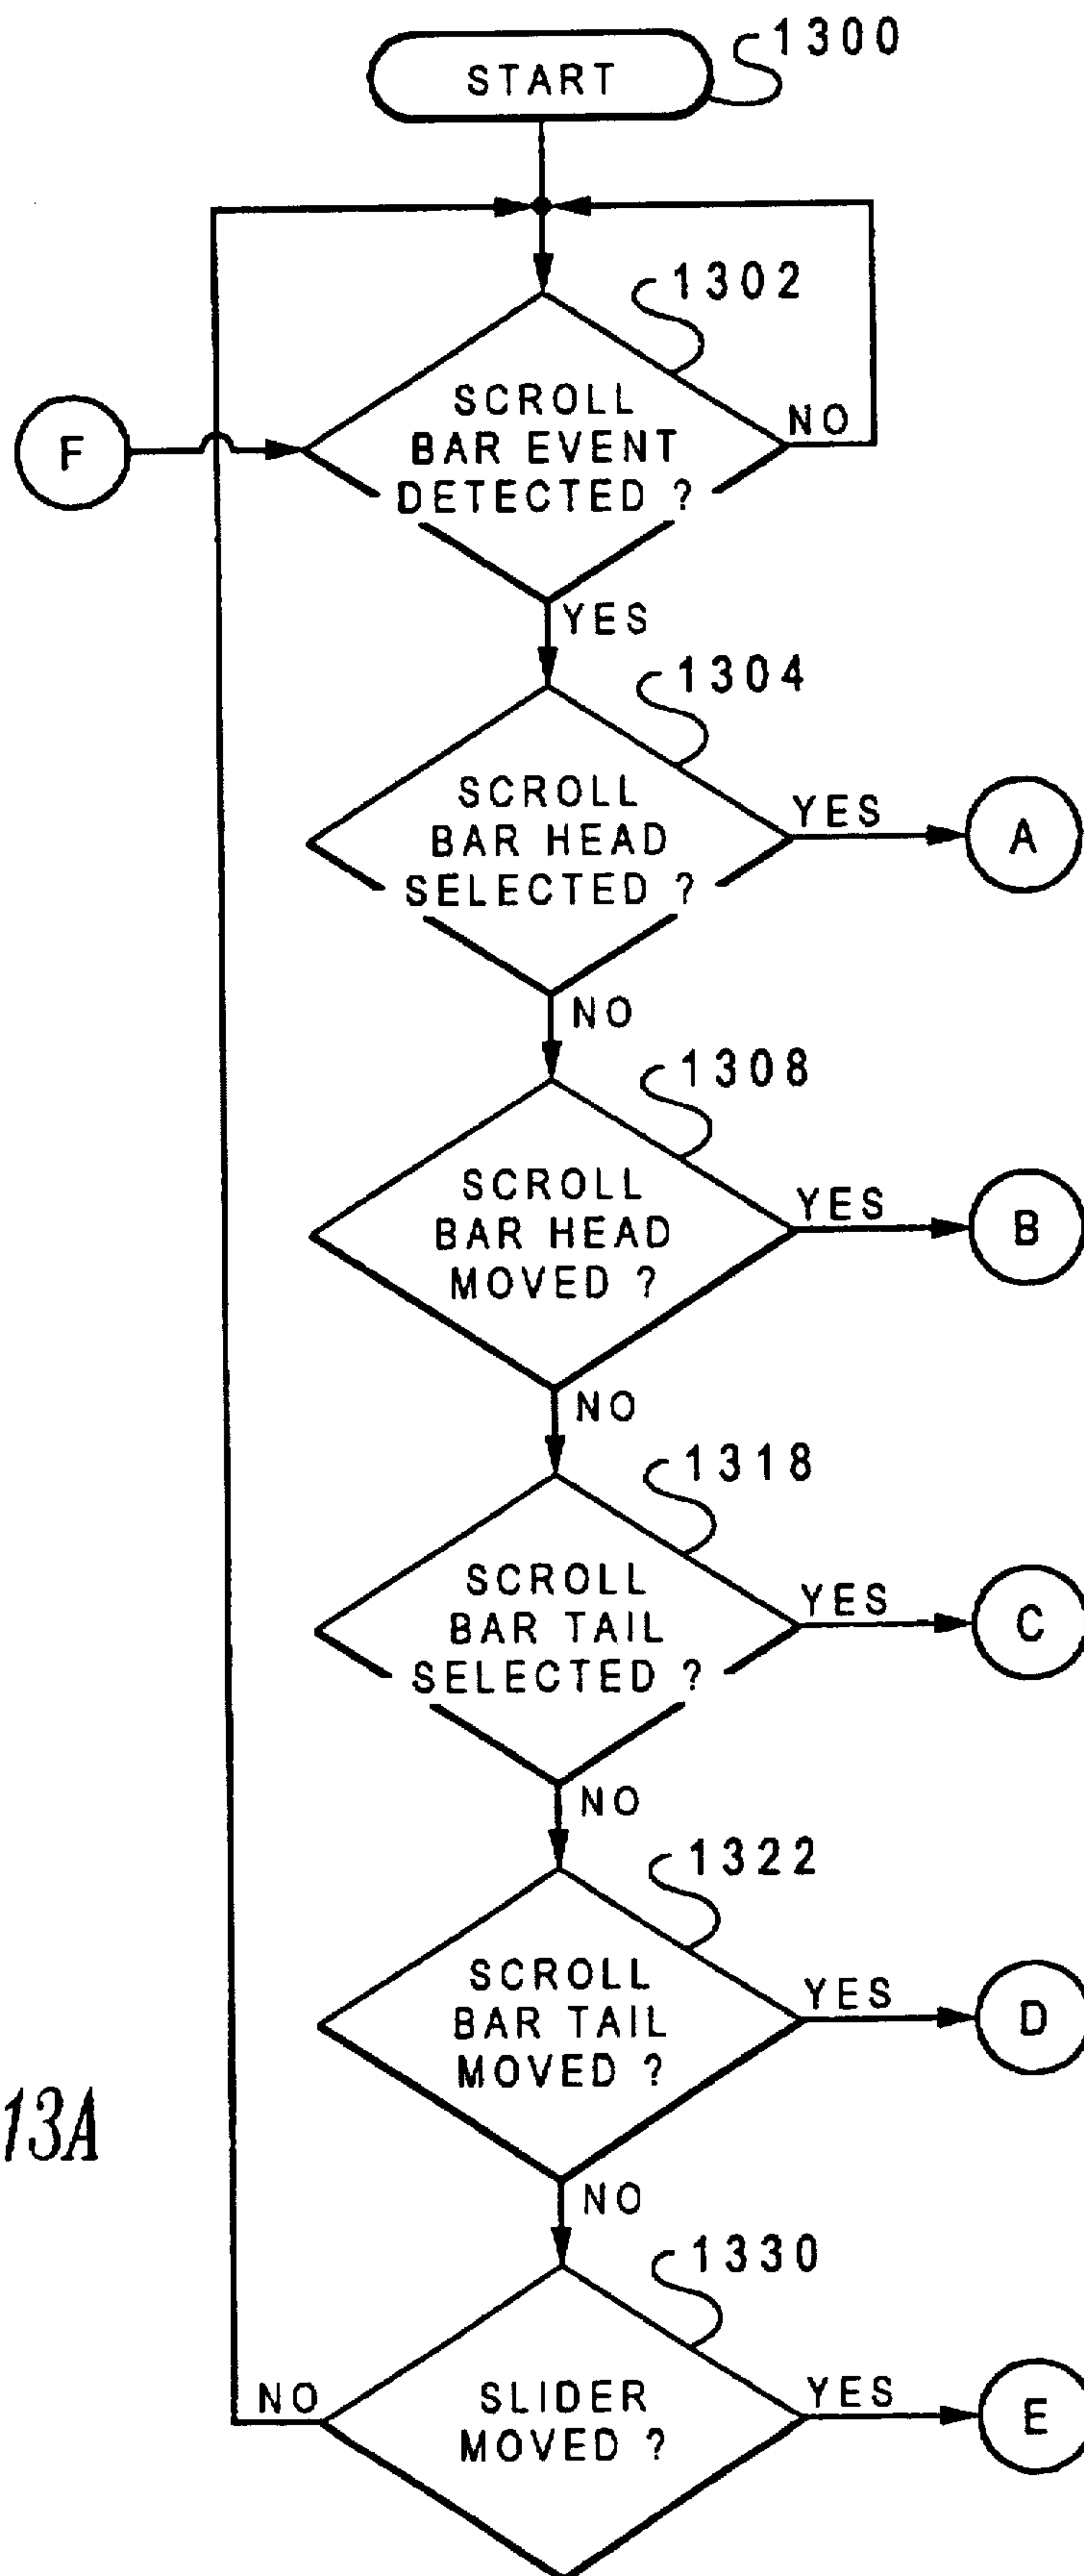 START
1300
1302
SCROLL
BAR EVENT
DETECTED ?
NO
F
YES
1304
SCROLL
BAR HEAD
SELECTED ?
YES
A
NO
1308
SCROLL
BAR HEAD
MOVED ?
YES
B
NO
1318
SCROLL
BAR TAIL
SELECTED ?
YES
C
NO
1322
SCROLL
BAR TAIL
MOVED ?
YES
D
13A
NO
1330
NO
SLIDER
MOVED ?
YES
E